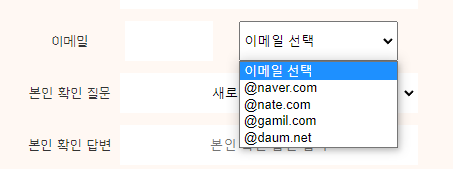 이메일 이메일 선택
이메일 선택
@naver.com
본인 확인 질문 새로
@nate.com
@gamil.com
@daum.net
본인 확인 답변